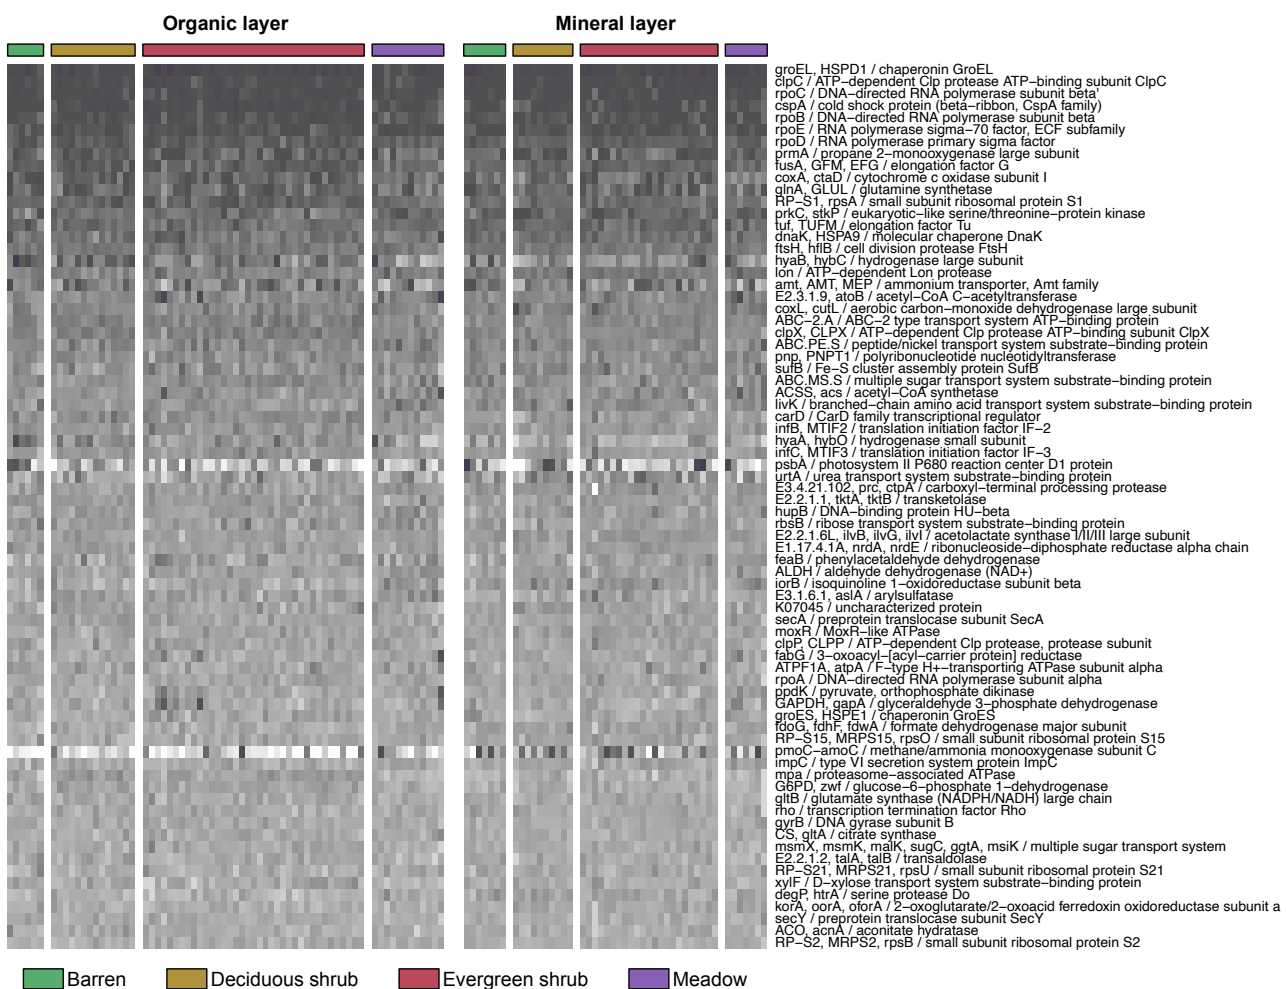 Organic layer
Mineral layer
groEL, HSPD1 / chaperonin GroEL
clpC / ATP−dependent Clp protease ATP−binding subunit ClpC
rpoC / DNA−directed RNA polymerase subunit beta'
cspA / cold shock protein (beta−ribbon, CspA family)
rpoB / DNA−directed RNA polymerase subunit beta
rpoE / RNA polymerase sigma−70 factor, ECF subfamily
rpoD / RNA polymerase primary sigma factor
prmA / propane 2−monooxygenase large subunit
fusA, GFM, EFG / elongation factor G
coxA, ctaD / cytochrome c oxidase subunit I
glnA, GLUL / glutamine synthetase
RP−S1, rpsA / small subunit ribosomal protein S1
prkC, stkP / eukaryotic−like serine/threonine−protein kinase
tuf, TUFM / elongation factor Tu
dnaK, HSPA9 / molecular chaperone DnaK
ftsH, hflB / cell division protease FtsH
hyaB, hybC / hydrogenase large subunit
lon / ATP−dependent Lon protease
amt, AMT, MEP / ammonium transporter, Amt family
E2.3.1.9, atoB / acetyl−CoA C−acetyltransferase
coxL, cutL / aerobic carbon−monoxide dehydrogenase large subunit
ABC−2.A / ABC−2 type transport system ATP−binding protein
clpX, CLPX / ATP−dependent Clp protease ATP−binding subunit ClpX
ABC.PE.S / peptide/nickel transport system substrate−binding protein
pnp, PNPT1 / polyribonucleotide nucleotidyltransferase
sufB / Fe−S cluster assembly protein SufB
ABC.MS.S / multiple sugar transport system substrate−binding protein
ACSS, acs / acetyl−CoA synthetase
livK / branched−chain amino acid transport system substrate−binding protein
carD / CarD family transcriptional regulator
infB, MTIF2 / translation initiation factor IF−2
hyaA, hybO / hydrogenase small subunit
infC, MTIF3 / translation initiation factor IF−3
psbA / photosystem II P680 reaction center D1 protein
urtA / urea transport system substrate−binding protein
E3.4.21.102, prc, ctpA / carboxyl−terminal processing protease
E2.2.1.1, tktA, tktB / transketolase
hupB / DNA−binding protein HU−beta
rbsB / ribose transport system substrate−binding protein
E2.2.1.6L, ilvB, ilvG, ilvI / acetolactate synthase I/II/III large subunit
E1.17.4.1A, nrdA, nrdE / ribonucleoside−diphosphate reductase alpha chain
feaB / phenylacetaldehyde dehydrogenase
ALDH / aldehyde dehydrogenase (NAD+)
iorB / isoquinoline 1−oxidoreductase subunit beta
E3.1.6.1, aslA / arylsulfatase
K07045 / uncharacterized protein
secA / preprotein translocase subunit SecA
moxR / MoxR−like ATPase
clpP, CLPP / ATP−dependent Clp protease, protease subunit
fabG / 3−oxoacyl−[acyl−carrier protein] reductase
ATPF1A, atpA / F−type H+−transporting ATPase subunit alpha
rpoA / DNA−directed RNA polymerase subunit alpha
ppdK / pyruvate, orthophosphate dikinase
GAPDH, gapA / glyceraldehyde 3−phosphate dehydrogenase
groES, HSPE1 / chaperonin GroES
fdoG, fdhF, fdwA / formate dehydrogenase major subunit
RP−S15, MRPS15, rpsO / small subunit ribosomal protein S15
pmoC−amoC / methane/ammonia monooxygenase subunit C
impC / type VI secretion system protein ImpC
mpa / proteasome−associated ATPase
G6PD, zwf / glucose−6−phosphate 1−dehydrogenase
gltB / glutamate synthase (NADPH/NADH) large chain
rho / transcription termination factor Rho
gyrB / DNA gyrase subunit B
CS, gltA / citrate synthase
msmX, msmK, malK, sugC, ggtA, msiK / multiple sugar transport system
E2.2.1.2, talA, talB / transaldolase
RP−S21, MRPS21, rpsU / small subunit ribosomal protein S21
xylF / D−xylose transport system substrate−binding protein
degP, htrA / serine protease Do
korA, oorA, oforA / 2−oxoglutarate/2−oxoacid ferredoxin oxidoreductase subunit a
secY / preprotein translocase subunit SecY
ACO, acnA / aconitate hydratase
RP−S2, MRPS2, rpsB / small subunit ribosomal protein S2
Barren
Deciduous shrub
Evergreen shrub
Meadow